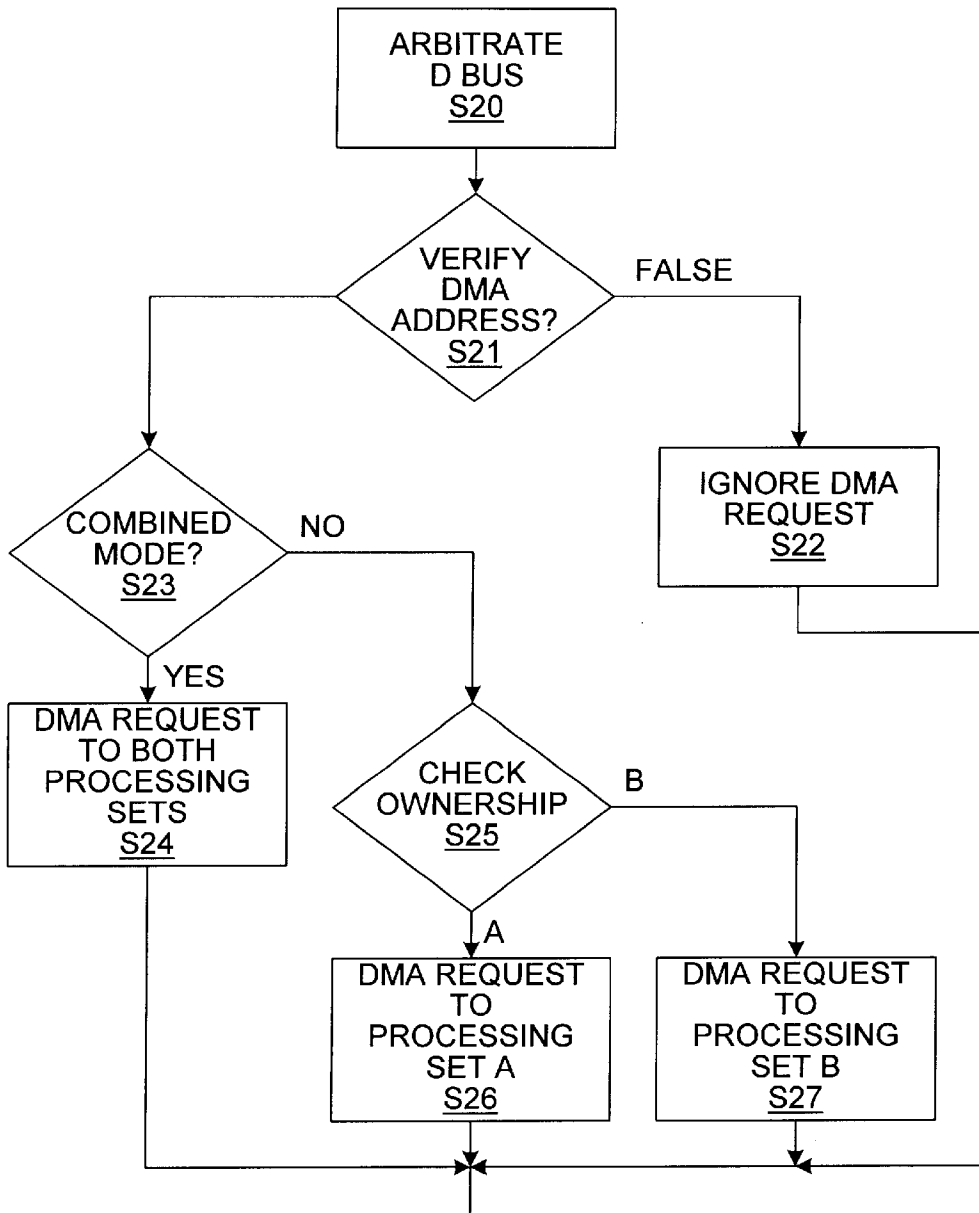 ARBITRATE
D BUS
S20
VERIFY
DMA
ADDRESS?
S21
FALSE
COMBINED
MODE?
S23
NO
YES
IGNORE DMA
REQUEST
S22
DMA REQUEST
TO BOTH
PROCESSING
SETS
S24
CHECK
OWNERSHIP
S25
B
A
DMA REQUEST
TO
PROCESSING
SET A
S26
DMA REQUEST
TO
PROCESSING
SET B
S27